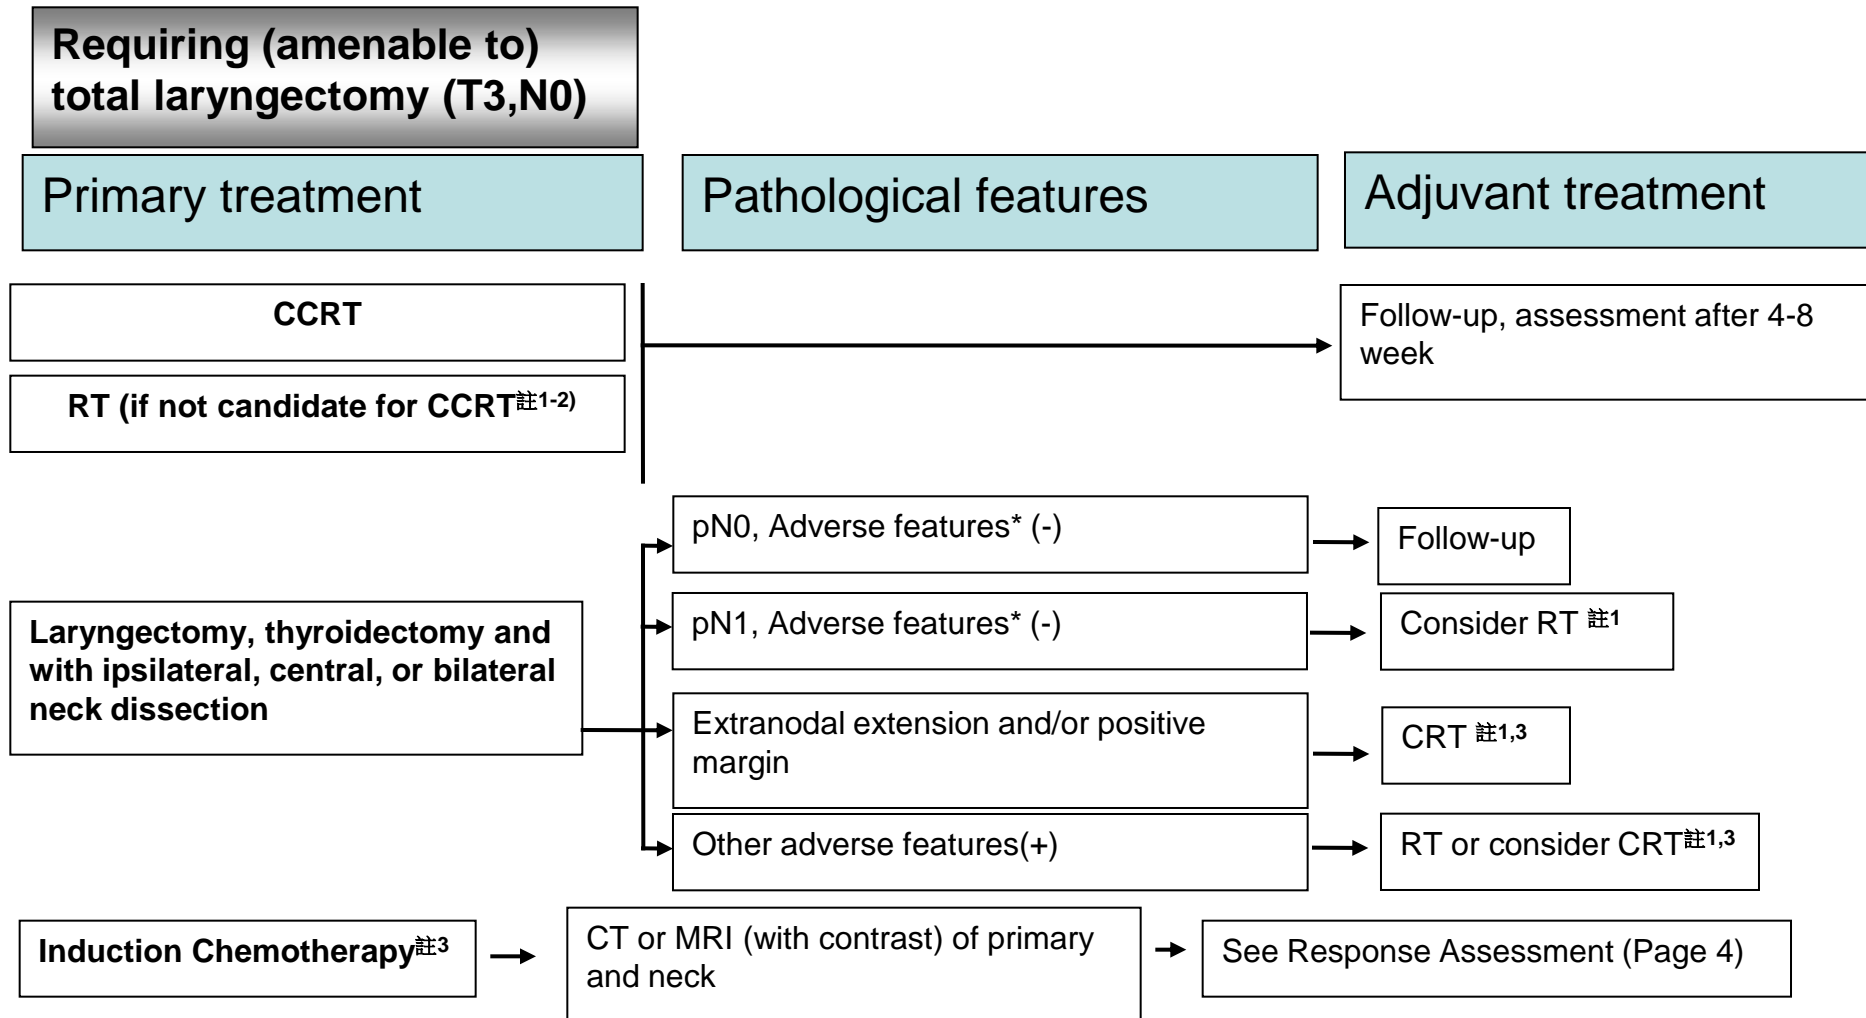 Requiring (amenable to)
total laryngectomy (T3,N0)
Primary treatment
Pathological features
Adjuvant treatment
CCRT
RT (if not candidate for CCRT註1-2)
Follow-up, assessment after 4-8
week
Laryngectomy, thyroidectomy and
with ipsilateral, central, or bilateral
neck dissection
pN0, Adverse features* (-)
Follow-up
pN1, Adverse features* (-)
Consider RT 註1
Extranodal extension and/or positive
margin
CRT 註1,3
Other adverse features(+)
RT or consider CRT註1,3
Induction Chemotherapy註3
CT or MRI (with contrast) of primary
and neck
See Response Assessment (Page 4)